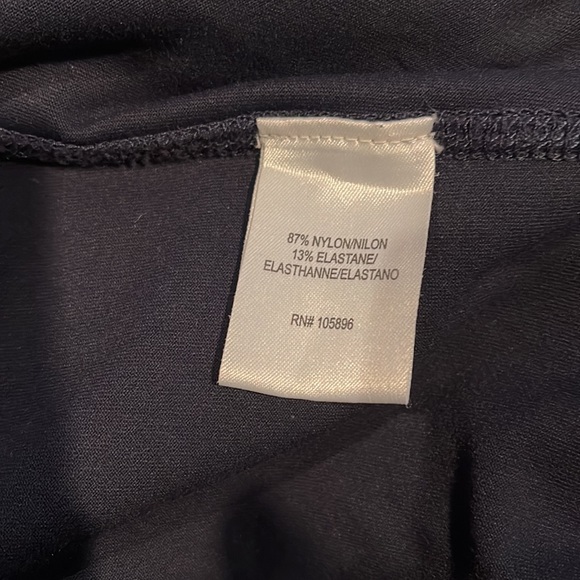 87% NYLON/NILON
13% ELASTANE/
ELASTHANNE/ELASTANO
RN# 105896